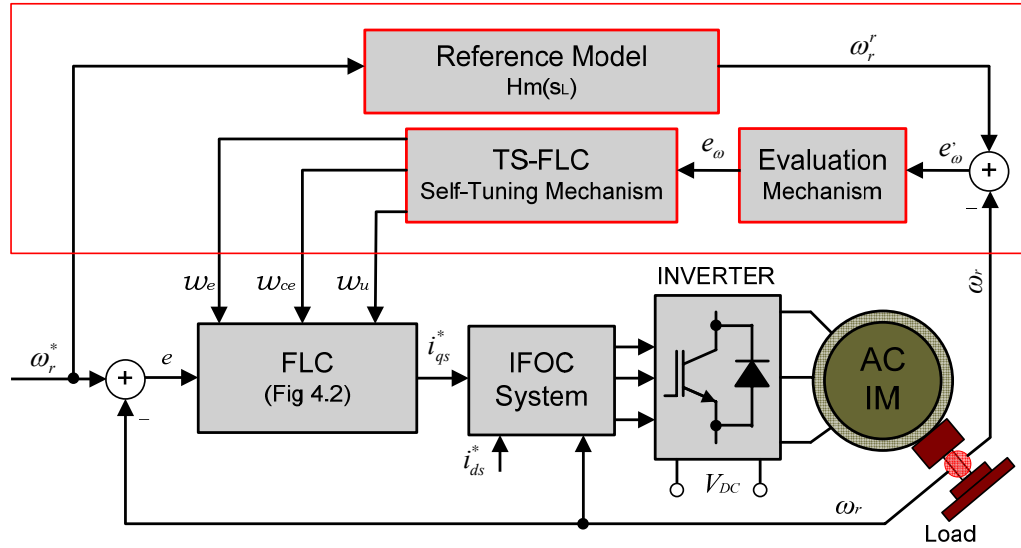 Reference Model
Hm(sL)
ω_r^r
TS-FLC
Self-Tuning Mechanism
e_ω
Evaluation
Mechanism
e'_ω
+
−
w_e
w_ce
w_u
INVERTER
ω_r
ω_r^*
+
−
e
FLC
(Fig 4.2)
i_qs^*
IFOC
System
i_ds^*
AC
IM
V_DC
ω_r
Load